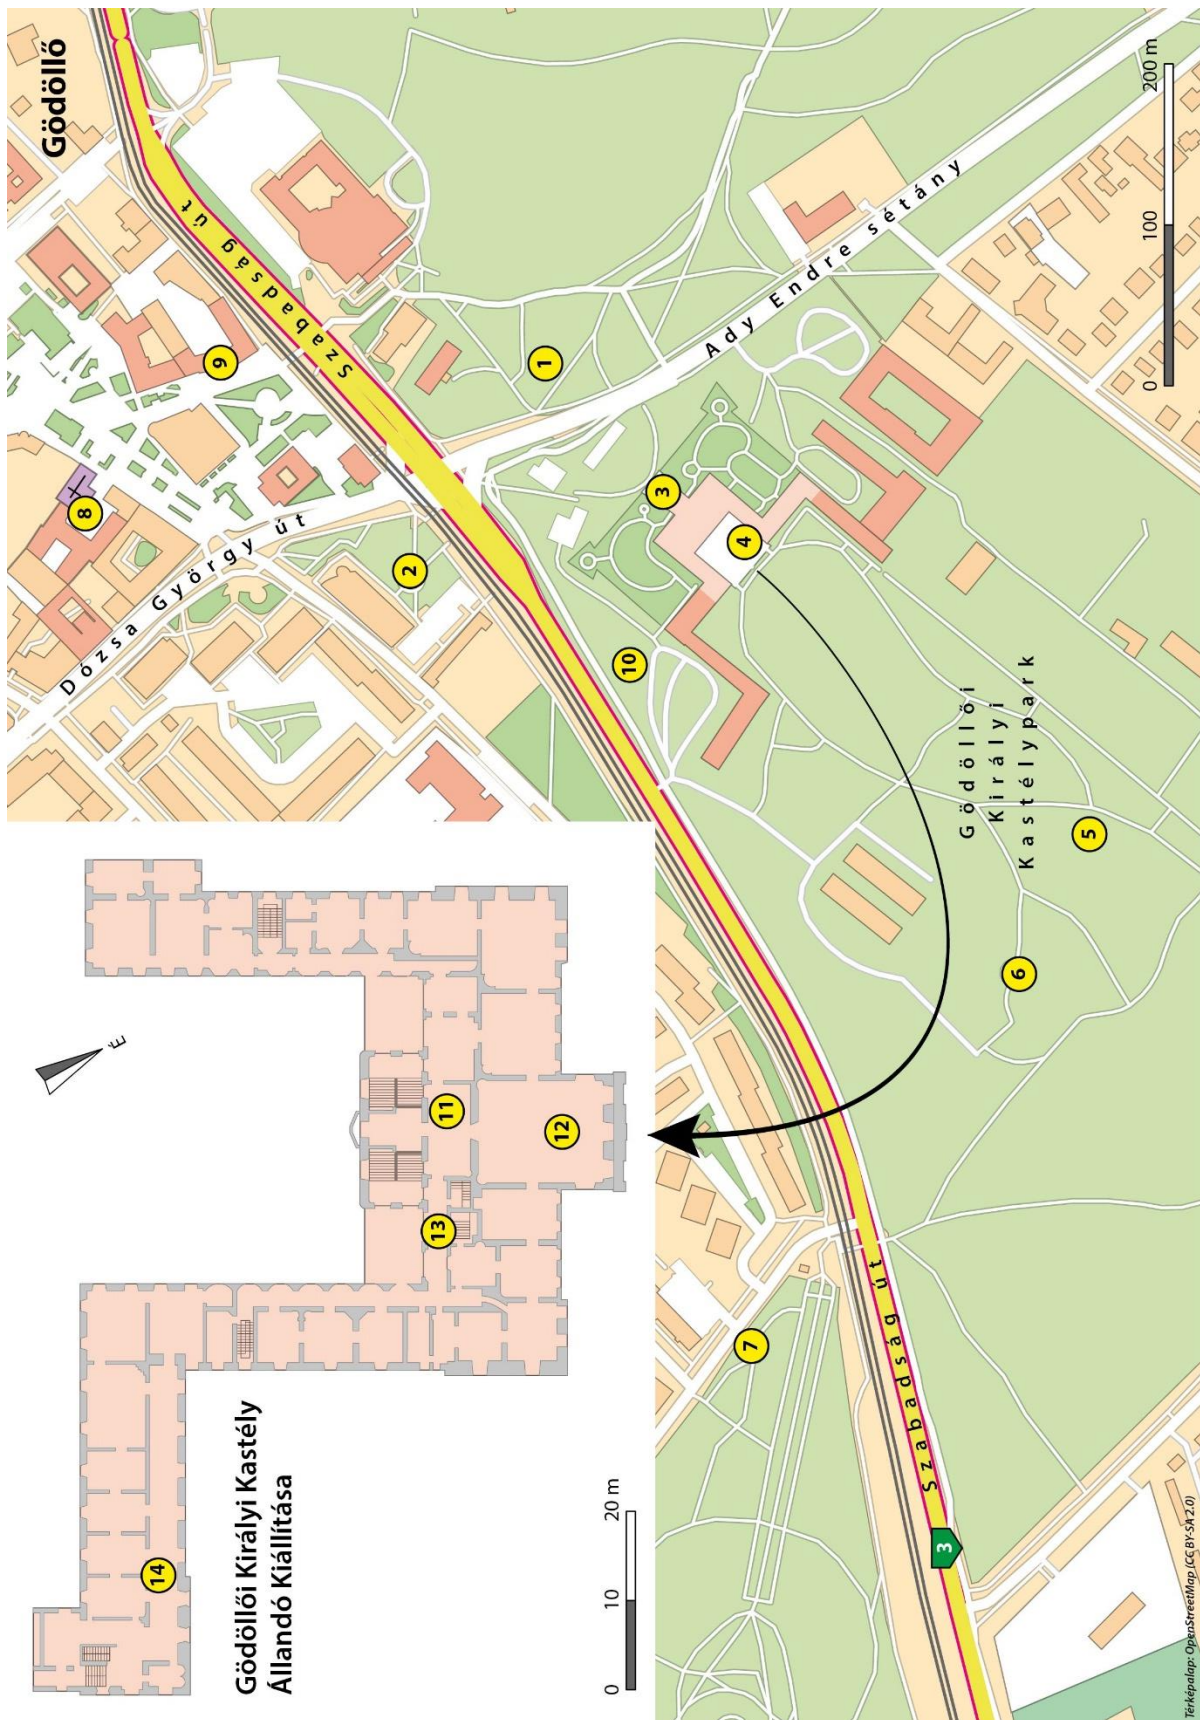 Gödöllő
Szabadság út
9
8
Dózsa György út
2
1
Ady Endre sétány
3
4
10
Gödöllői
Királyi
Kastélypark
5
6
7
Szabadság út
3
0 100 200 m
É
11
12
13
14
Gödöllői Királyi Kastély
Állandó Kiállítása
0 10 20 m
Térképalap: OpenStreetMap (CC BY-SA 2.0)